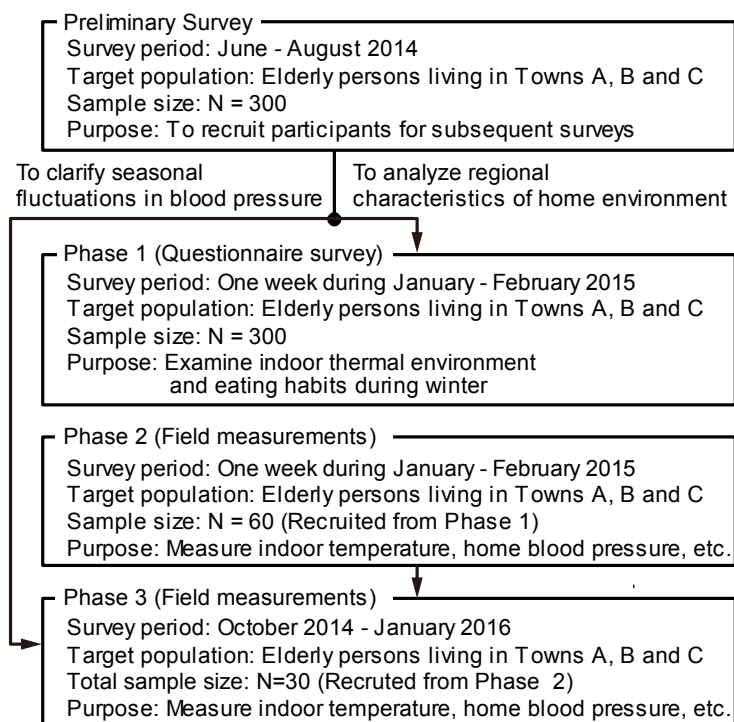 Preliminary Survey
Survey period: June - August 2014
Target population: Elderly persons living in Towns A, B and C
Sample size: N = 300
Purpose: To recruit participants for subsequent surveys
To clarify seasonal
fluctuations in blood pressure
To analyze regional
characteristics of home environment
Phase 1 (Questionnaire survey)
Survey period: One week during January - February 2015
Target population: Elderly persons living in Towns A, B and C
Sample size: N = 300
Purpose: Examine indoor thermal environment
and eating habits during winter
Phase 2 (Field measurements)
Survey period: One week during January - February 2015
Target population: Elderly persons living in Towns A, B and C
Sample size: N = 60 (Recruited from Phase 1)
Purpose: Measure indoor temperature, home blood pressure, etc.
Phase 3 (Field measurements)
Survey period: October 2014 - January 2016
Target population: Elderly persons living in Towns A, B and C
Total sample size: N=30 (Recruted from Phase 2)
Purpose: Measure indoor temperature, home blood pressure, etc.